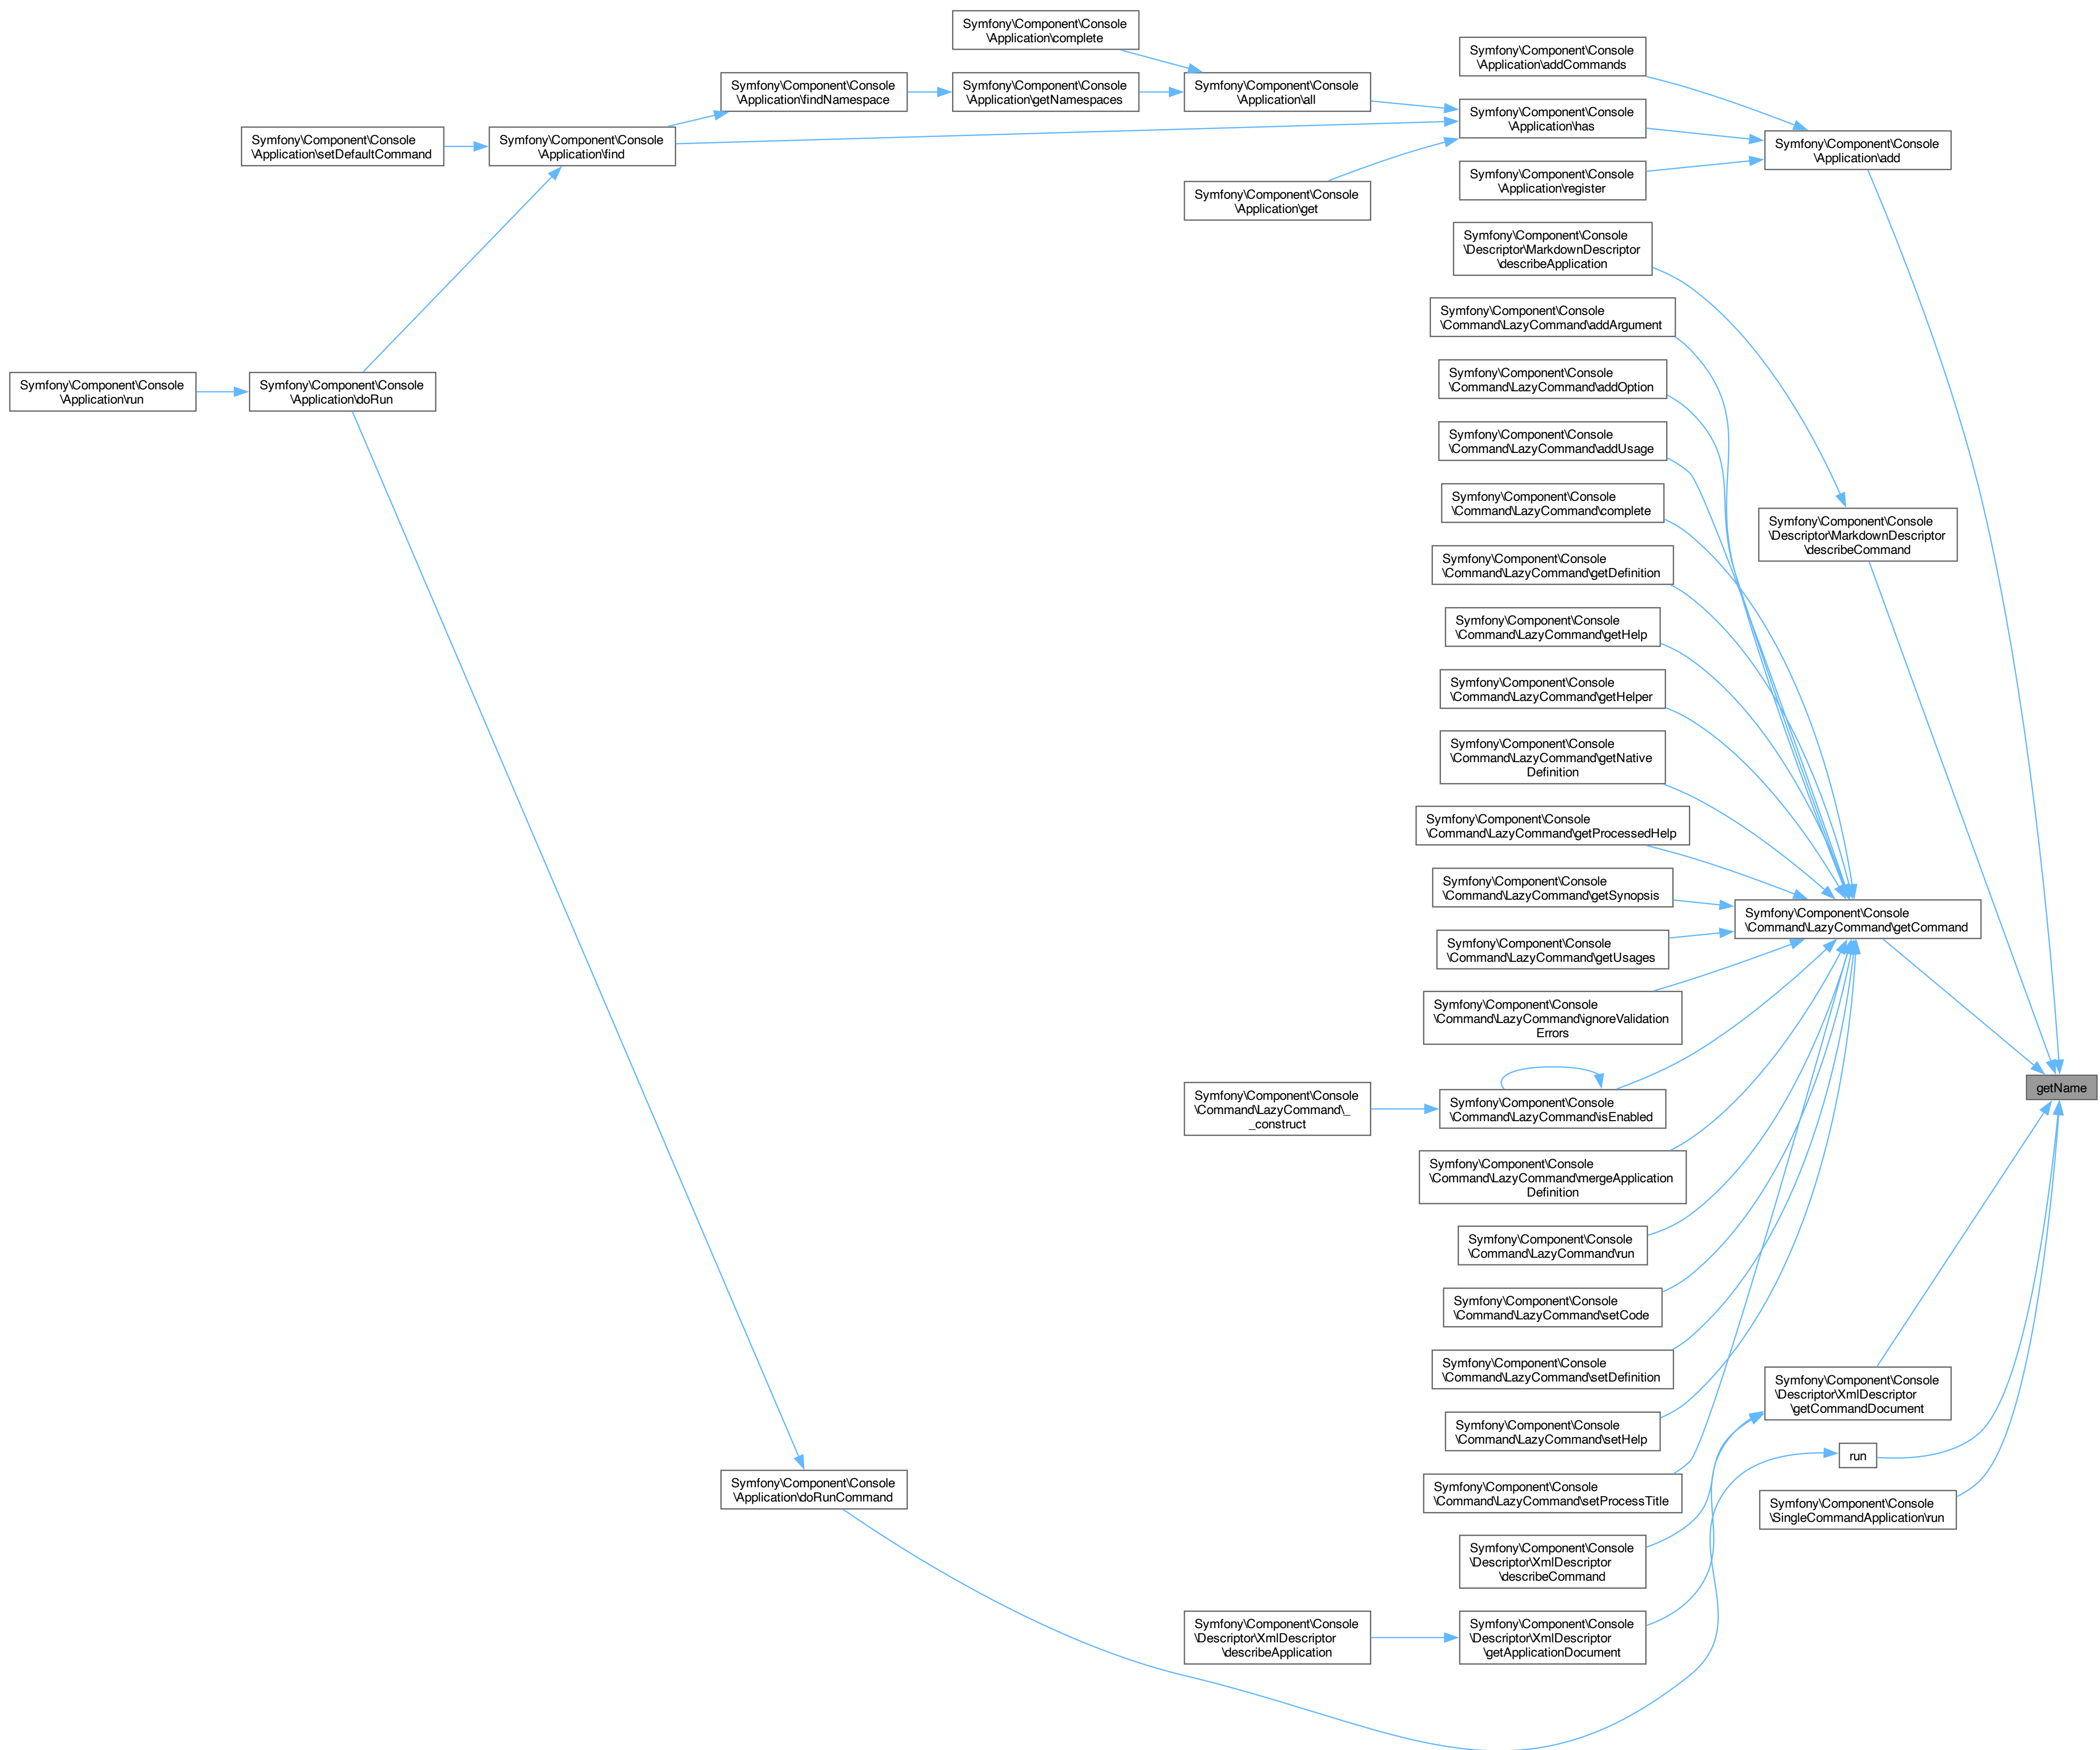 Symfony\Component\Console
\Application\complete
Symfony\Component\Console
\Application\addCommands
Symfony\Component\Console
\Application\findNamespace
Symfony\Component\Console
\Application\getNamespaces
Symfony\Component\Console
\Application\all
Symfony\Component\Console
\Application\has
Symfony\Component\Console
\Application\setDefaultCommand
Symfony\Component\Console
\Application\find
Symfony\Component\Console
\Application\add
Symfony\Component\Console
\Application\register
Symfony\Component\Console
\Application\get
Symfony\Component\Console
\Descriptor\MarkdownDescriptor
\describeApplication
Symfony\Component\Console
\Command\LazyCommand\addArgument
Symfony\Component\Console
\Application\run
Symfony\Component\Console
\Application\doRun
Symfony\Component\Console
\Command\LazyCommand\addOption
Symfony\Component\Console
\Command\LazyCommand\addUsage
Symfony\Component\Console
\Command\LazyCommand\complete
Symfony\Component\Console
\Descriptor\MarkdownDescriptor
\describeCommand
Symfony\Component\Console
\Command\LazyCommand\getDefinition
Symfony\Component\Console
\Command\LazyCommand\getHelp
Symfony\Component\Console
\Command\LazyCommand\getHelper
Symfony\Component\Console
\Command\LazyCommand\getNative
Definition
Symfony\Component\Console
\Command\LazyCommand\getProcessedHelp
Symfony\Component\Console
\Command\LazyCommand\getSynopsis
Symfony\Component\Console
\Command\LazyCommand\getCommand
Symfony\Component\Console
\Command\LazyCommand\getUsages
Symfony\Component\Console
\Command\LazyCommand\ignoreValidation
Errors
getName
Symfony\Component\Console
\Command\LazyCommand\_
_construct
Symfony\Component\Console
\Command\LazyCommand\isEnabled
Symfony\Component\Console
\Command\LazyCommand\mergeApplication
Definition
Symfony\Component\Console
\Command\LazyCommand\run
Symfony\Component\Console
\Command\LazyCommand\setCode
Symfony\Component\Console
\Command\LazyCommand\setDefinition
Symfony\Component\Console
\Descriptor\XmlDescriptor
\getCommandDocument
Symfony\Component\Console
\Command\LazyCommand\setHelp
run
Symfony\Component\Console
\Application\doRunCommand
Symfony\Component\Console
\Command\LazyCommand\setProcessTitle
Symfony\Component\Console
\SingleCommandApplication\run
Symfony\Component\Console
\Descriptor\XmlDescriptor
\describeCommand
Symfony\Component\Console
\Descriptor\XmlDescriptor
\describeApplication
Symfony\Component\Console
\Descriptor\XmlDescriptor
\getApplicationDocument